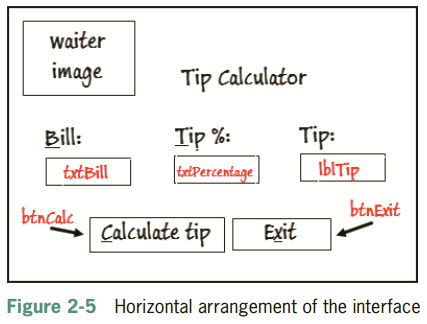 waiter
image
Tip Calculator
Bill: Tip %: Tip:
txtBill txtPercentage lblTip
btnCalc btnExit
Calculate tip Exit
Figure 2-5 Horizontal arrangement of the interface